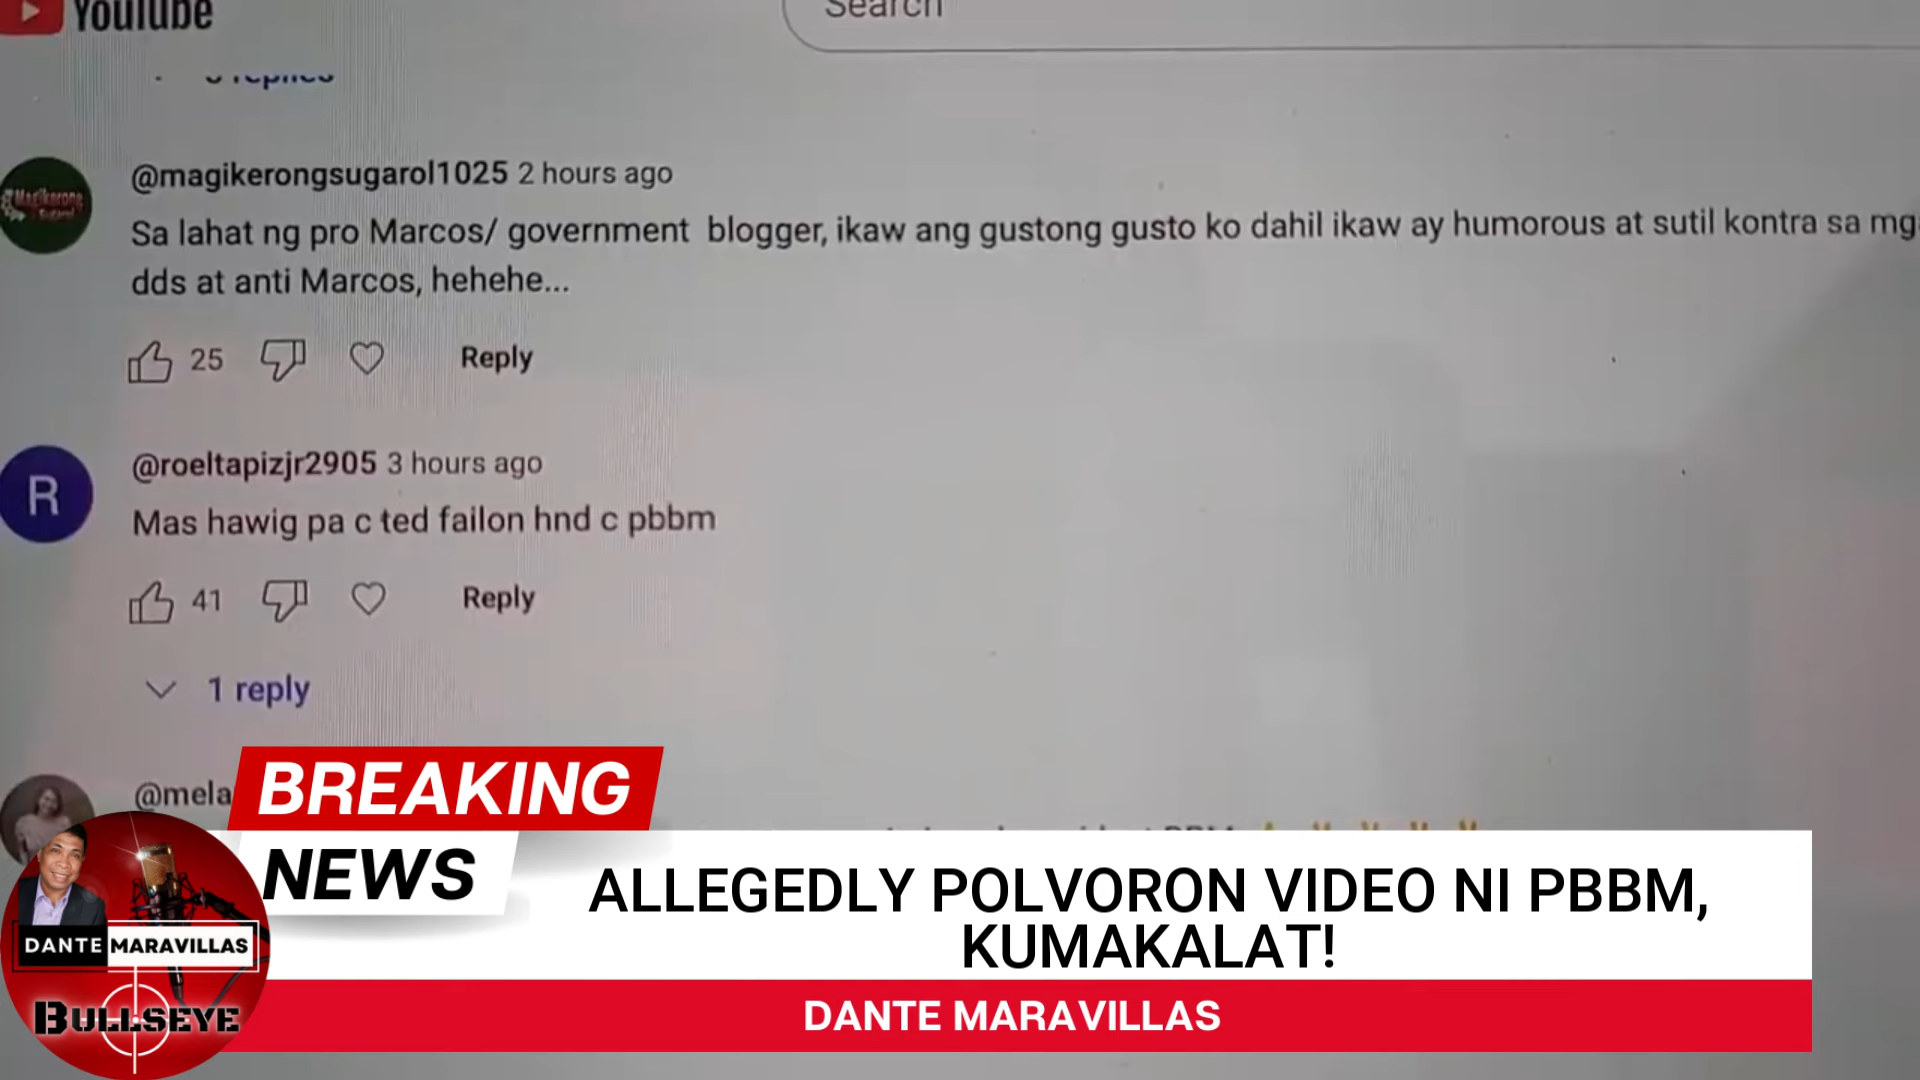 YouTube
Search
replies
@magikerongsugarol1025 2 hours ago
Sa lahat ng pro Marcos/ government blogger, ikaw ang gustong gusto ko dahil ikaw ay humorous at sutil kontra sa
dds at anti Marcos, hehehe...
25
Reply
R
@roeltapizjr2905 3 hours ago
Mas hawig pa c ted failon hnd c pbbm
41
Reply
1 reply
@mela
BREAKING
NEWS
ALLEGEDLY POLVORON VIDEO NI PBBM,
KUMAKALAT!
DANTE MARAVILLAS
DANTE MARAVILLAS
BULLSEYE